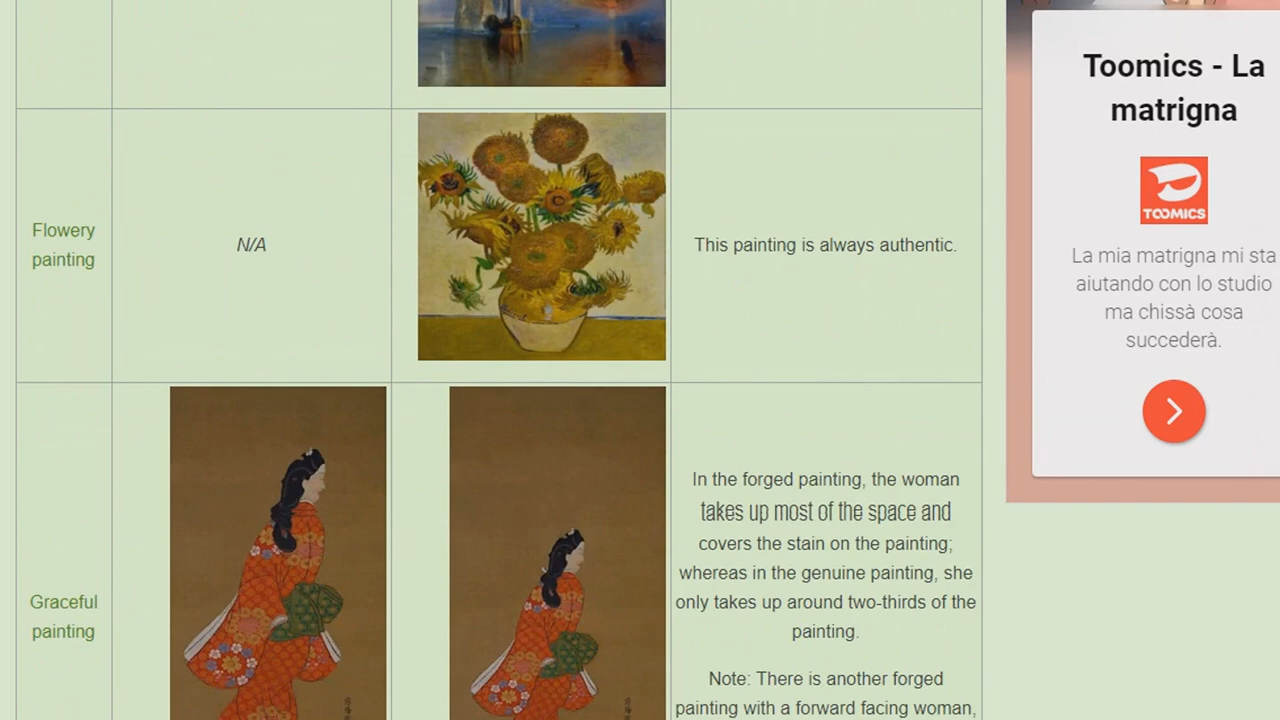 Flowery
painting
N/A
This painting is always authentic.
Graceful
painting
In the forged painting, the woman
takes up most of the space and
covers the stain on the painting;
whereas in the genuine painting, she
only takes up around two-thirds of the
painting.
Note: There is another forged
painting with a forward facing woman,
Toomics - La
matrigna
TOOMICS
La mia matrigna mi sta
aiutando con lo studio
ma chissà cosa
succederà.